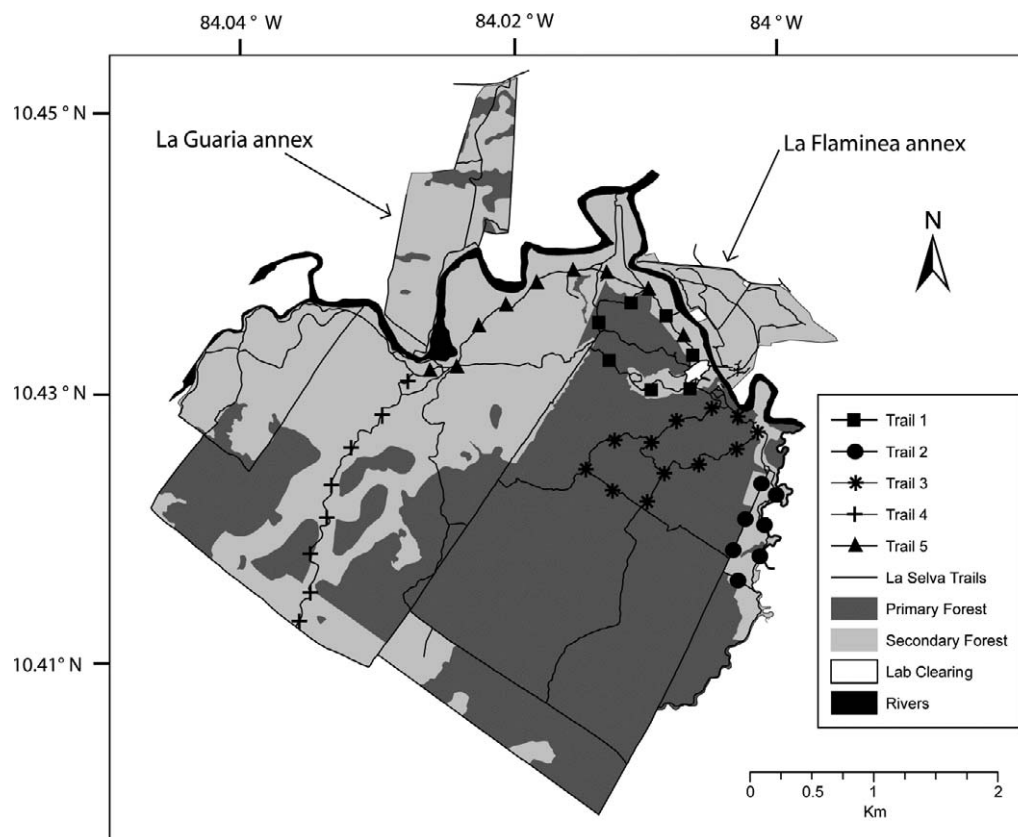 84.04° W
84.02° W
84° W
10.45° N
La Guaria annex
La Flaminea annex
N
10.43° N
Trail 1
Trail 2
Trail 3
Trail 4
Trail 5
La Selva Trails
Primary Forest
Secondary Forest
Lab Clearing
Rivers
10.41° N
0 0.5 1 2
Km